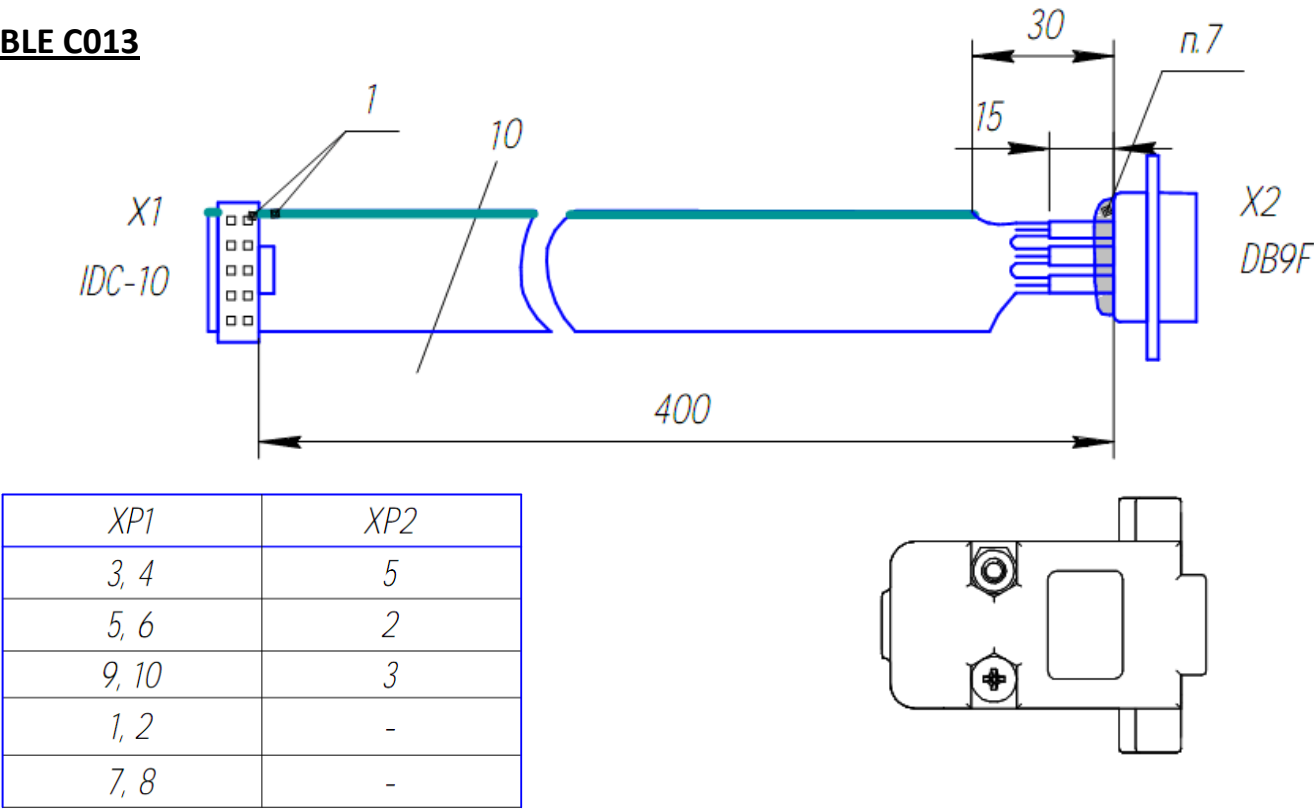 BLE C013
30
n.7
1
10
15
X1
IDC-10
X2
DB9F
400
XP1 XP2
3, 4 5
5, 6 2
9, 10 3
1, 2 -
7, 8 -